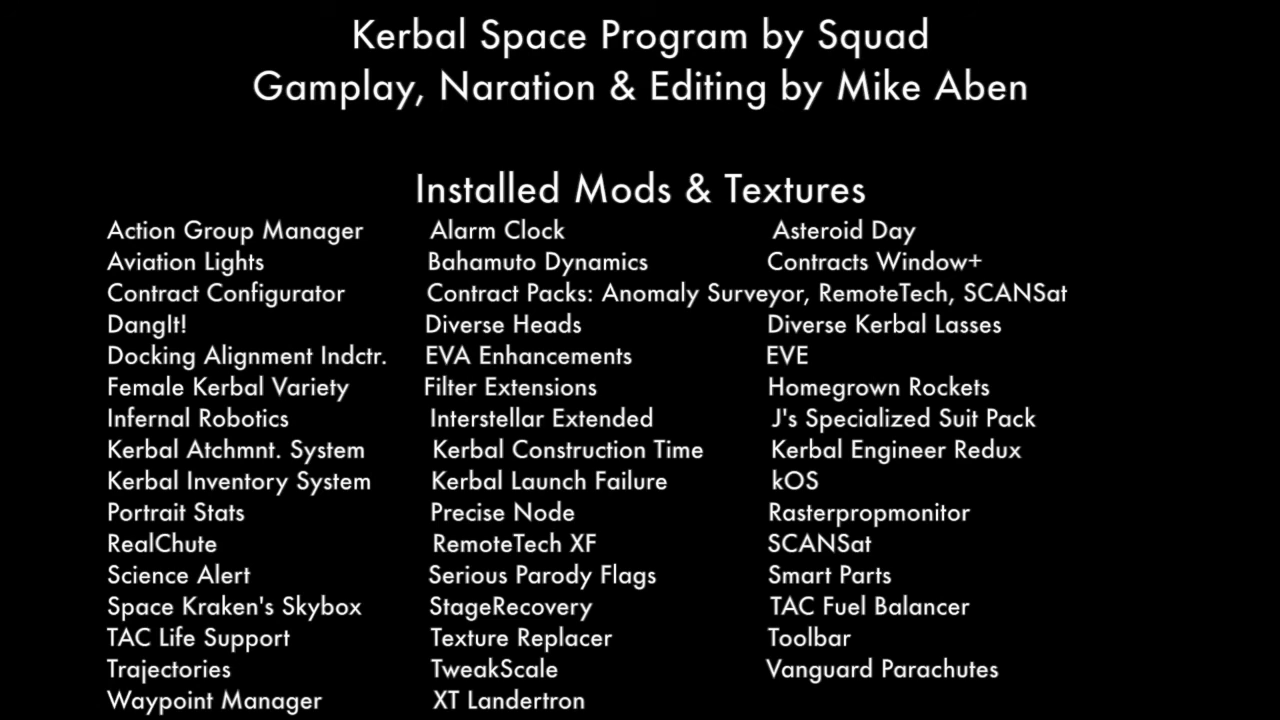 Kerbal Space Program by Squad
Gamplay, Naration & Editing by Mike Aben
Installed Mods & Textures
Action Group Manager Alarm Clock Asteroid Day
Aviation Lights Bahamuto Dynamics Contracts Window+
Contract Configurator Contract Packs: Anomaly Surveyor, RemoteTech, SCANSat
DangIt! Diverse Heads Diverse Kerbal Lasses
Docking Alignment Indctr. EVA Enhancements EVE
Female Kerbal Variety Filter Extensions Homegrown Rockets
Infernal Robotics Interstellar Extended J's Specialized Suit Pack
Kerbal Atchmnt. System Kerbal Construction Time Kerbal Engineer Redux
Kerbal Inventory System Kerbal Launch Failure kOS
Portrait Stats Precise Node Rasterpropmonitor
RealChute RemoteTech XF SCANSat
Science Alert Serious Parody Flags Smart Parts
Space Kraken's Skybox StageRecovery TAC Fuel Balancer
TAC Life Support Texture Replacer Toolbar
Trajectories TweakScale Vanguard Parachutes
Waypoint Manager XT Landertron